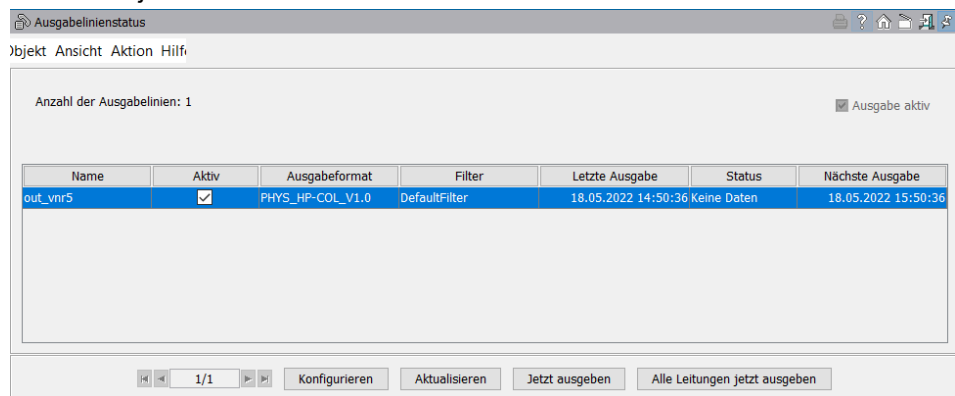 Ausgabelinienstatus
Objekt Ansicht Aktion Hilfe
Anzahl der Ausgabelinien: 1
Ausgabe aktiv
Name Aktiv Ausgabeformat Filter Letzte Ausgabe Status Nächste Ausgabe
out_vnr5 PHYS_HP-COL_V1.0 DefaultFilter 18.05.2022 14:50:36 Keine Daten 18.05.2022 15:50:36
1/1 Konfigurieren Aktualisieren Jetzt ausgeben Alle Leitungen jetzt ausgeben